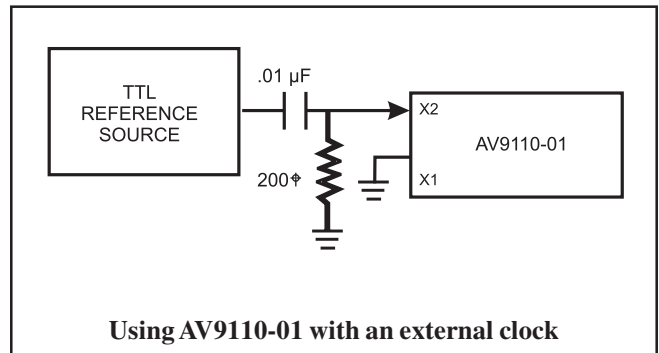 TTL
REFERENCE
SOURCE
.01 µF
200⌖
X2
AV9110-01
X1
Using AV9110-01 with an external clock